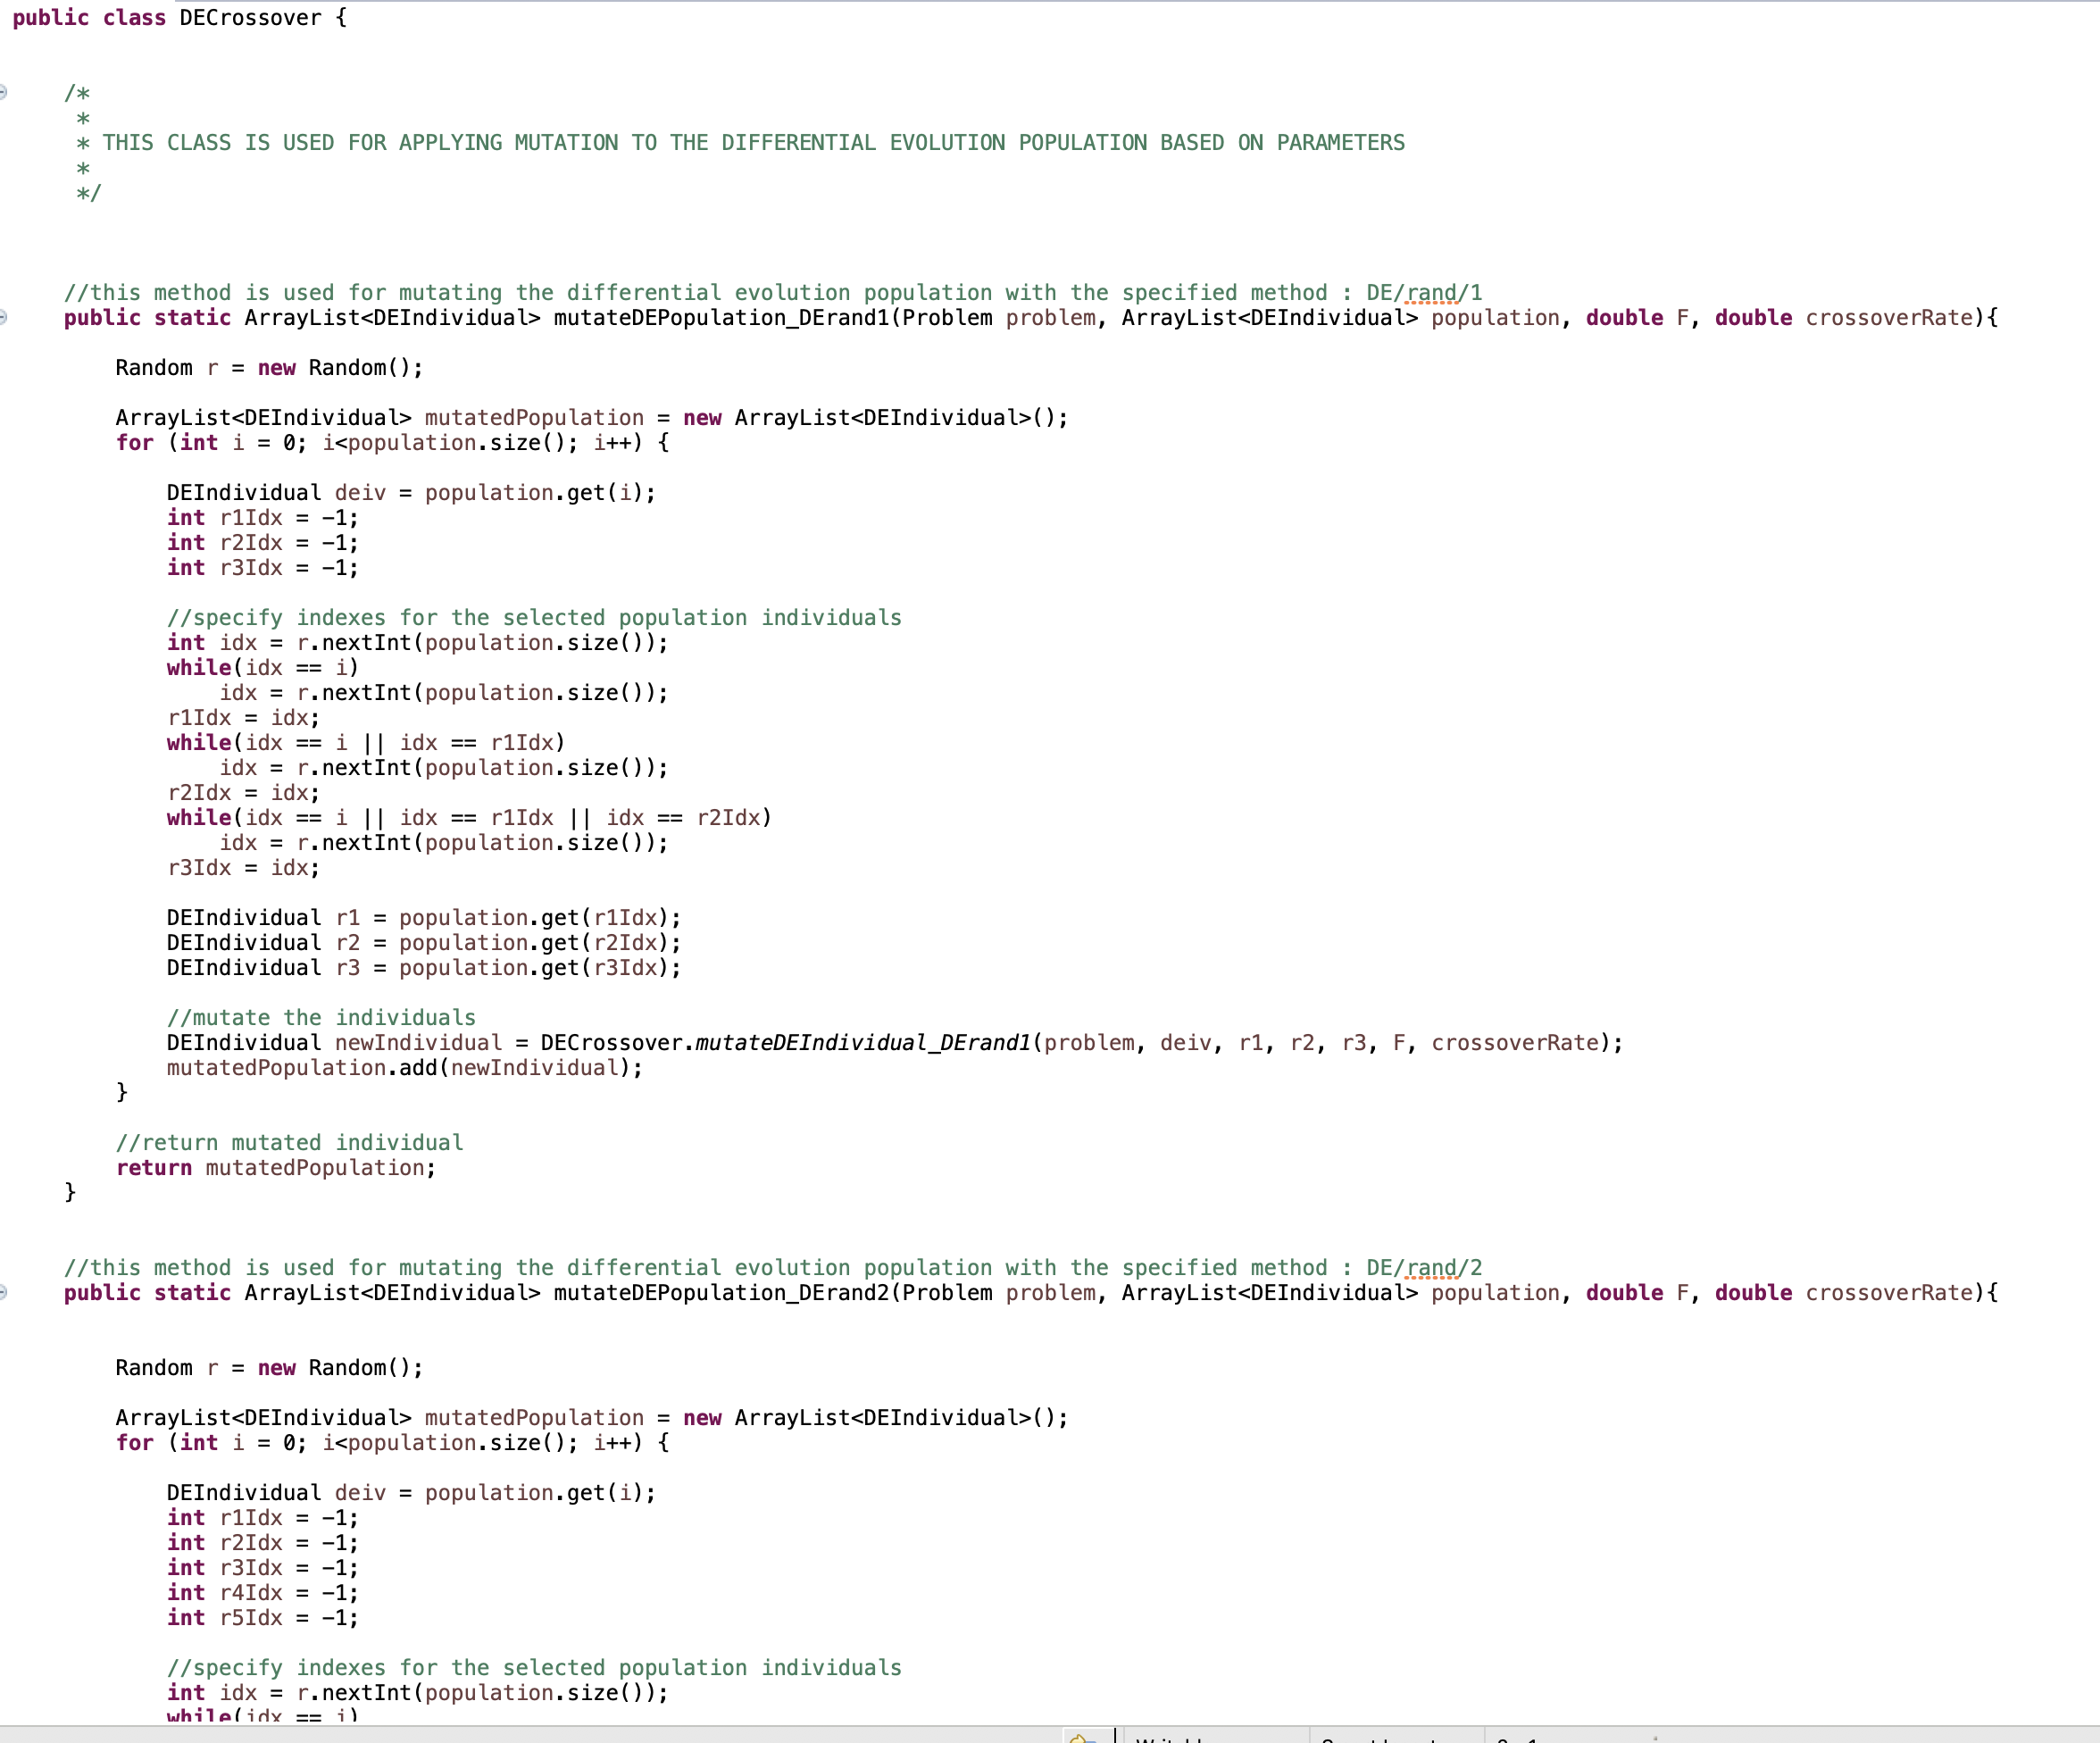 public class DECrossover {
/*
*
* THIS CLASS IS USED FOR APPLYING MUTATION TO THE DIFFERENTIAL EVOLUTION POPULATION BASED ON PARAMETERS
*
*/
//this method is used for mutating the differential evolution population with the specified method : DE/rand/1
public static ArrayList<DEIndividual> mutateDEPopulation_DErand1(Problem problem, ArrayList<DEIndividual> population, double F, double crossoverRate){
Random r = new Random();
ArrayList<DEIndividual> mutatedPopulation = new ArrayList<DEIndividual>();
for (int i = 0; i<population.size(); i++) {
DEIndividual deiv = population.get(i);
int r1Idx = -1;
int r2Idx = -1;
int r3Idx = -1;
//specify indexes for the selected population individuals
int idx = r.nextInt(population.size());
while(idx == i)
idx = r.nextInt(population.size());
r1Idx = idx;
while(idx == i || idx == r1Idx)
idx = r.nextInt(population.size());
r2Idx = idx;
while(idx == i || idx == r1Idx || idx == r2Idx)
idx = r.nextInt(population.size());
r3Idx = idx;
DEIndividual r1 = population.get(r1Idx);
DEIndividual r2 = population.get(r2Idx);
DEIndividual r3 = population.get(r3Idx);
//mutate the individuals
DEIndividual newIndividual = DECrossover.mutateDEIndividual_DErand1(problem, deiv, r1, r2, r3, F, crossoverRate);
mutatedPopulation.add(newIndividual);
}
//return mutated individual
return mutatedPopulation;
}
//this method is used for mutating the differential evolution population with the specified method : DE/rand/2
public static ArrayList<DEIndividual> mutateDEPopulation_DErand2(Problem problem, ArrayList<DEIndividual> population, double F, double crossoverRate){
Random r = new Random();
ArrayList<DEIndividual> mutatedPopulation = new ArrayList<DEIndividual>();
for (int i = 0; i<population.size(); i++) {
DEIndividual deiv = population.get(i);
int r1Idx = -1;
int r2Idx = -1;
int r3Idx = -1;
int r4Idx = -1;
int r5Idx = -1;
//specify indexes for the selected population individuals
int idx = r.nextInt(population.size());
while(idx == i)